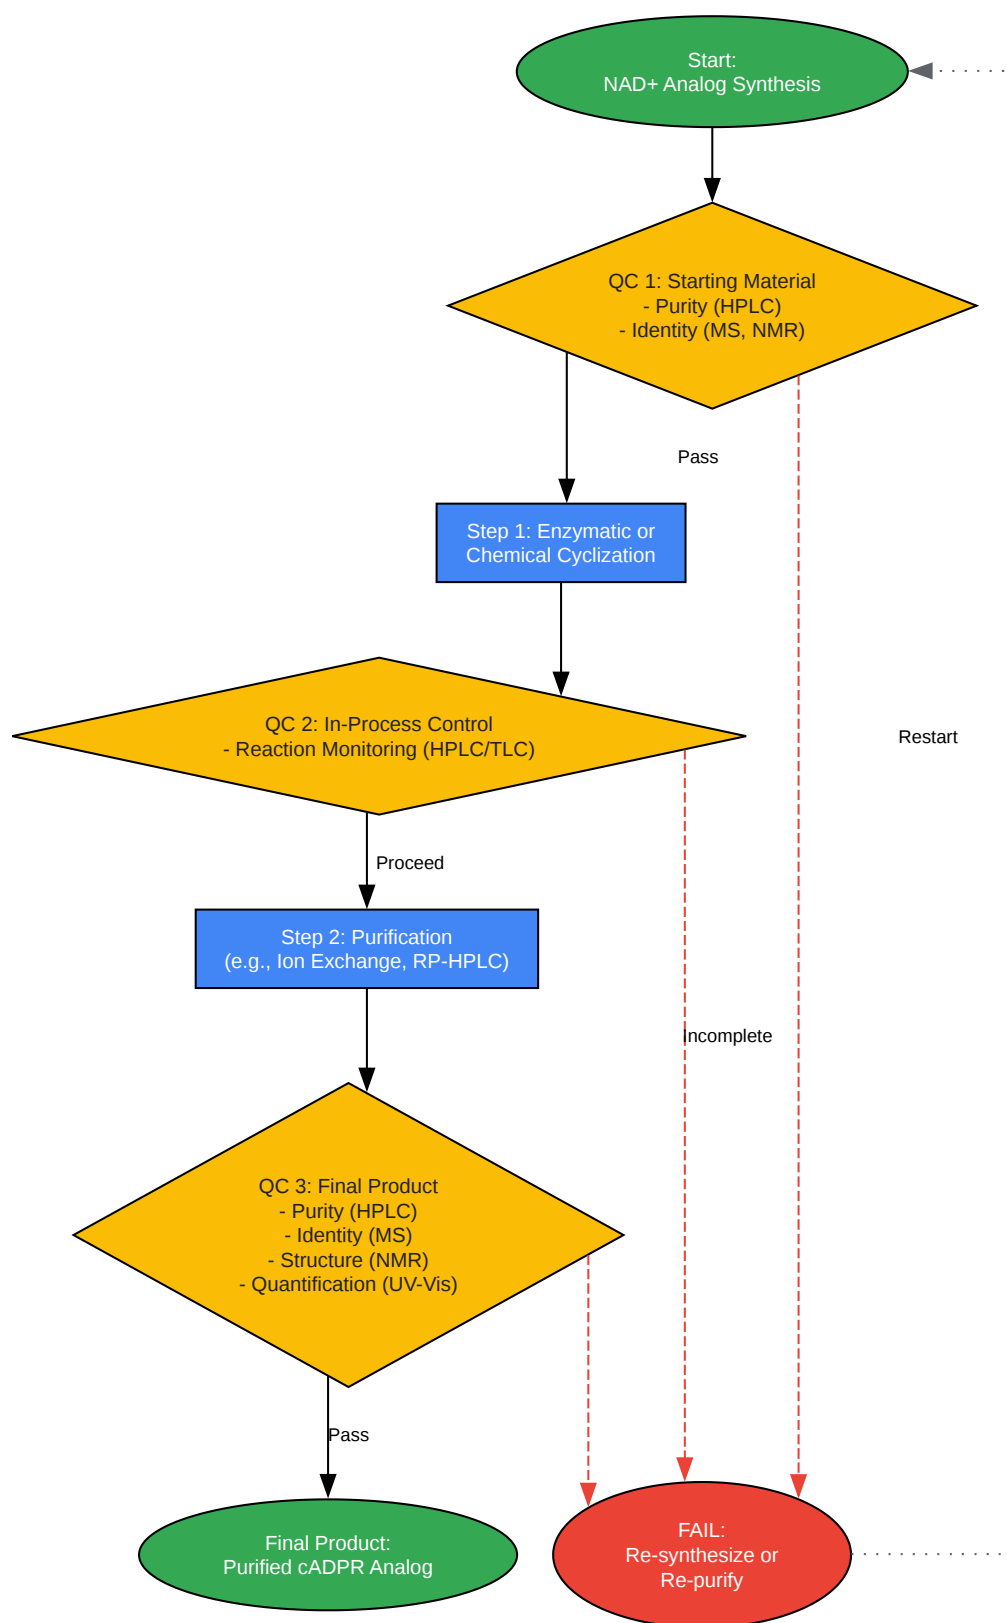 Start:
NAD+ Analog Synthesis
QC 1: Starting Material
- Purity (HPLC)
- Identity (MS, NMR)
Pass
Step 1: Enzymatic or
Chemical Cyclization
QC 2: In-Process Control
- Reaction Monitoring (HPLC/TLC)
Restart
Proceed
Step 2: Purification
(e.g., Ion Exchange, RP-HPLC)
Incomplete
QC 3: Final Product
- Purity (HPLC)
- Identity (MS)
- Structure (NMR)
- Quantification (UV-Vis)
Pass
Final Product:
Purified cADPR Analog
FAIL:
Re-synthesize or
Re-purify